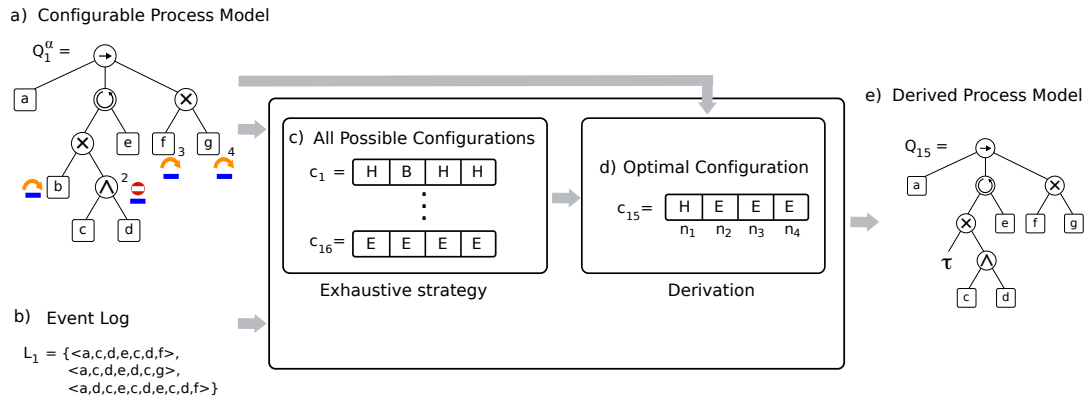 a) Configurable Process Model
Q₁^α =
a
e
f
3
g
4
b
2
c
d
b) Event Log
L₁ = {<a,c,d,e,c,d,f>,
<a,c,d,e,d,c,g>,
<a,d,c,e,c,d,e,c,d,f>}
c) All Possible Configurations
c₁ = H B H H
c₁₆= E E E E
Exhaustive strategy
d) Optimal Configuration
c₁₅= H E E E
n₁ n₂ n₃ n₄
Derivation
e) Derived Process Model
Q₁₅ =
a
e
f
g
τ
c
d